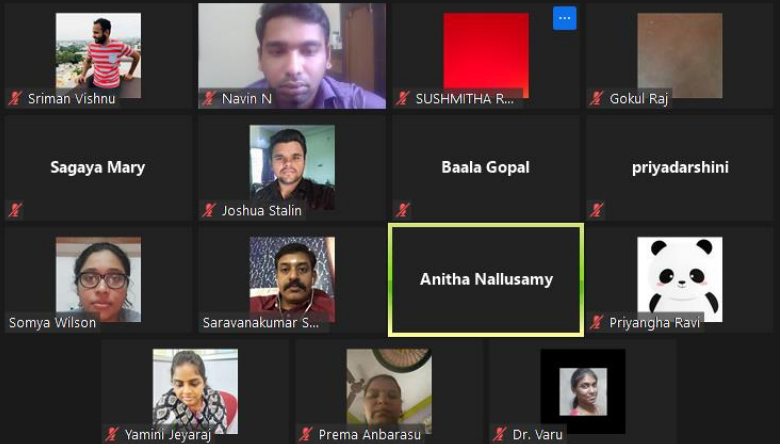 Sriman Vishnu
Navin N
SUSHMITHA R...
Gokul Raj
Sagaya Mary
Joshua Stalin
Baala Gopal
priyadarshini
Somya Wilson
Saravanakumar S...
Anitha Nallusamy
Priyangha Ravi
Yamini Jeyaraj
Prema Anbarasu
Dr. Varu